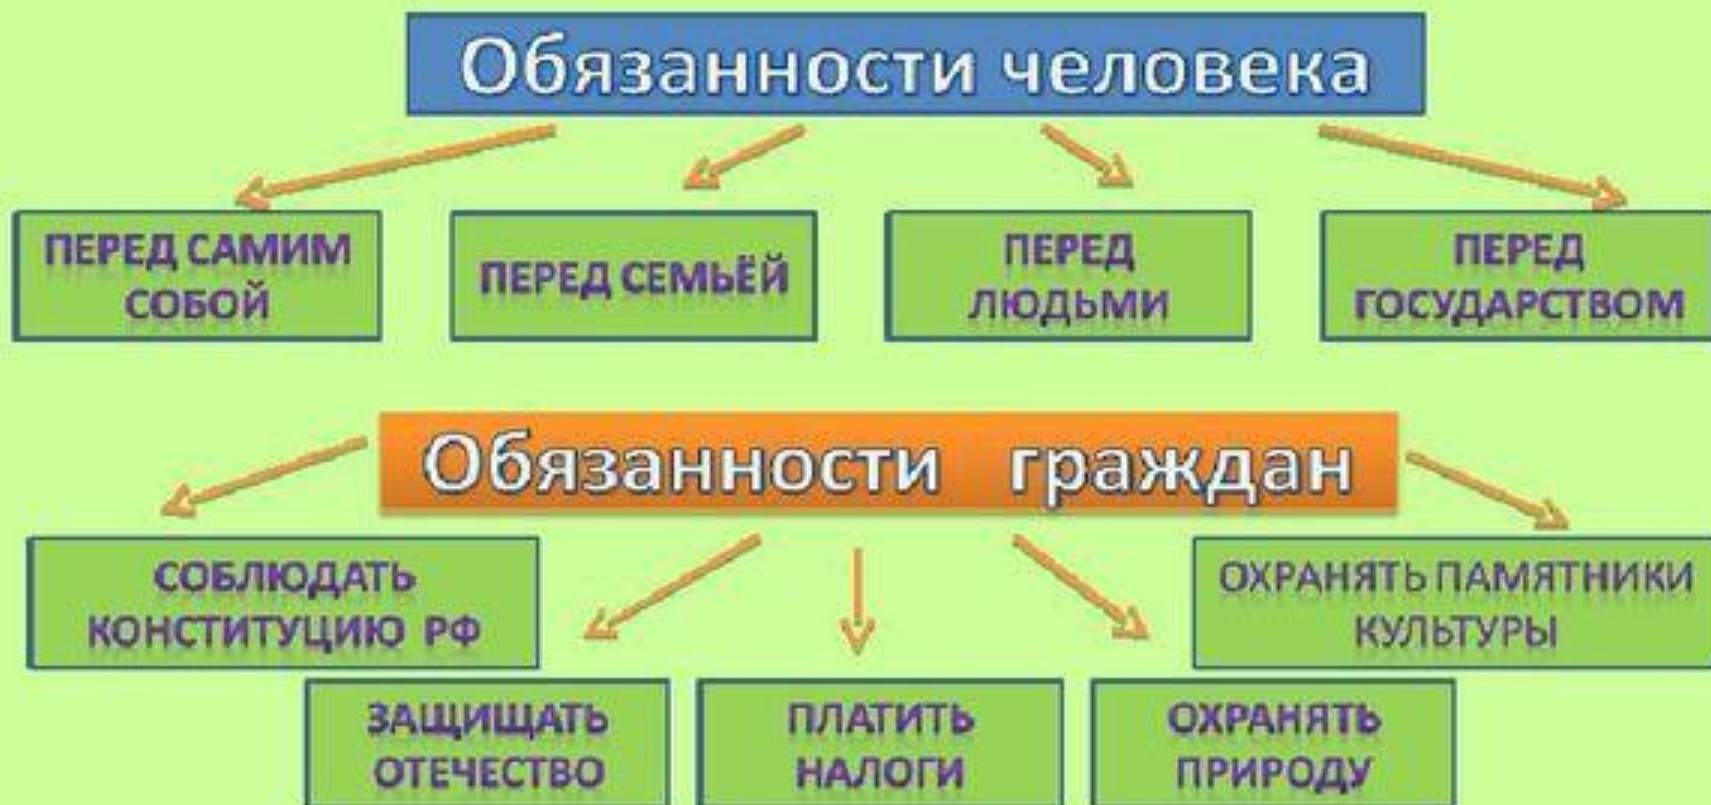 Обязанности человека
ПЕРЕД САМИМ
СОБОЙ
ПЕРЕД СЕМЬЁЙ
ПЕРЕД
ЛЮДЬМИ
ПЕРЕД
ГОСУДАРСТВОМ
Обязанности граждан
СОБЛЮДАТЬ
КОНСТИТУЦИЮ РФ
ЗАЩИЩАТЬ
ОТЕЧЕСТВО
ПЛАТИТЬ
НАЛОГИ
ОХРАНЯТЬ
ПРИРОДУ
ОХРАНЯТЬ ПАМЯТНИКИ
КУЛЬТУРЫ